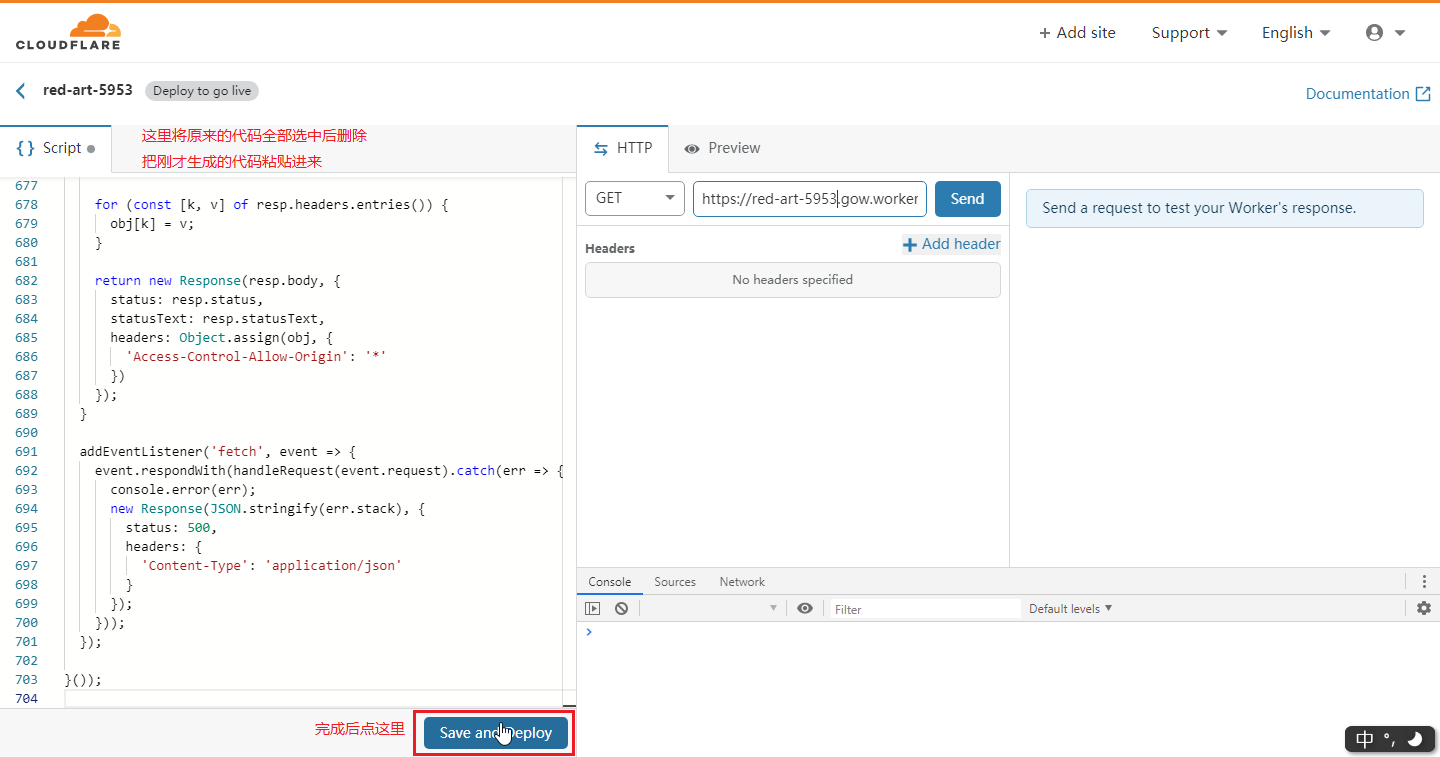 CLOUDFLARE
+ Add site
Support
English
red-art-5953
Deploy to go live
Documentation
{} Script
这里将原来的代码全部选中后删除
把刚才生成的代码粘贴进来
HTTP
Preview
677
678 for (const [k, v] of resp.headers.entries()) {
679 obj[k] = v;
680 }
681
682 return new Response(resp.body, {
683 status: resp.status,
684 statusText: resp.statusText,
685 headers: Object.assign(obj, {
686 'Access-Control-Allow-Origin': '*'
687 })
688 });
689 }
690
691 addEventListener('fetch', event => {
692 event.respondWith(handleRequest(event.request).catch(err => {
693 console.error(err);
694 new Response(JSON.stringify(err.stack), {
695 status: 500,
696 headers: {
697 'Content-Type': 'application/json'
698 }
699 });
700 }));
701 });
702
703 }());
704
完成后点这里
Save and Deploy
GET
https://red-art-5953.gow.worker
Send
Headers
+ Add header
No headers specified
Send a request to test your Worker's response.
Console
Sources
Network
Filter
Default levels
中 °,